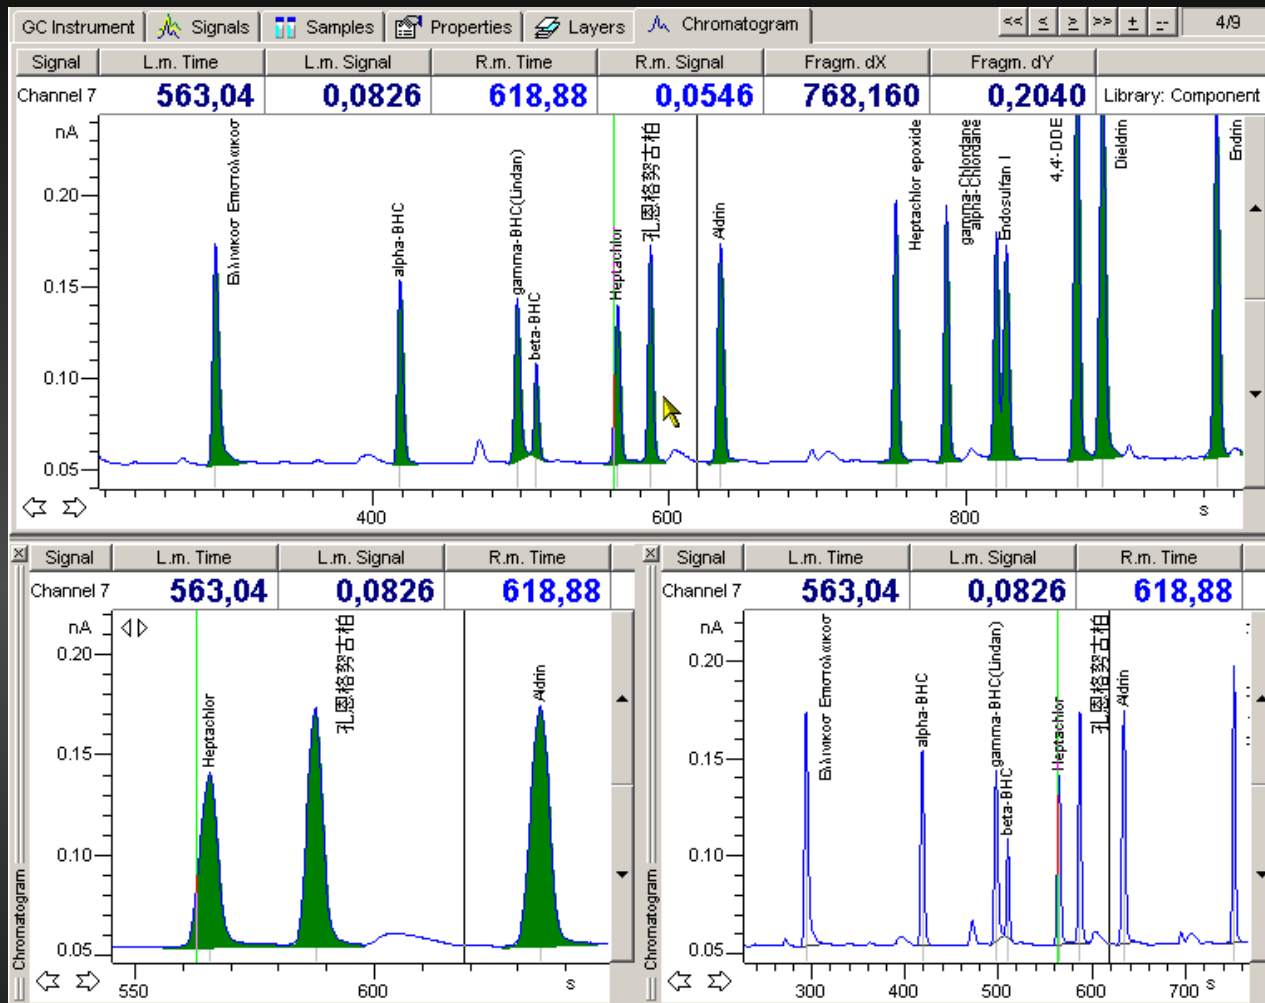 GC Instrument Signals Samples Properties Layers Chromatogram << < > >> + -- 4/9
Signal L.m. Time L.m. Signal R.m. Time R.m. Signal Fragm. dX Fragm. dY
Channel 7 563,04 0,0826 618,88 0,0546 768,160 0,2040 Library: Component
nA
0.20
0.15
0.10
0.05
Ελλινικοσ Επιστολαικοσ
alpha-BHC
gamma-BHC(Lindan)
beta-BHC
Heptachlor
孔恩格努古柏
Aldrin
Heptachlor epoxide
gamma-Chlordane
alpha-Chlordane
Endosulfan I
4,4'-DDE
Dieldrin
Endrin
400 600 800 s
Signal L.m. Time L.m. Signal R.m. Time
Channel 7 563,04 0,0826 618,88
nA
0.20
0.15
0.10
0.05
Heptachlor
孔恩格努古柏
Aldrin
550 600 s
Chromatogram
Signal L.m. Time L.m. Signal R.m. Time
Channel 7 563,04 0,0826 618,88
nA
0.20
0.15
0.10
0.05
Ελλινικοσ Επιστολαικοσ
alpha-BHC
gamma-BHC(Lindan)
beta-BHC
Heptachlor
孔恩格努古柏
Aldrin
300 400 500 600 700 s
Chromatogram